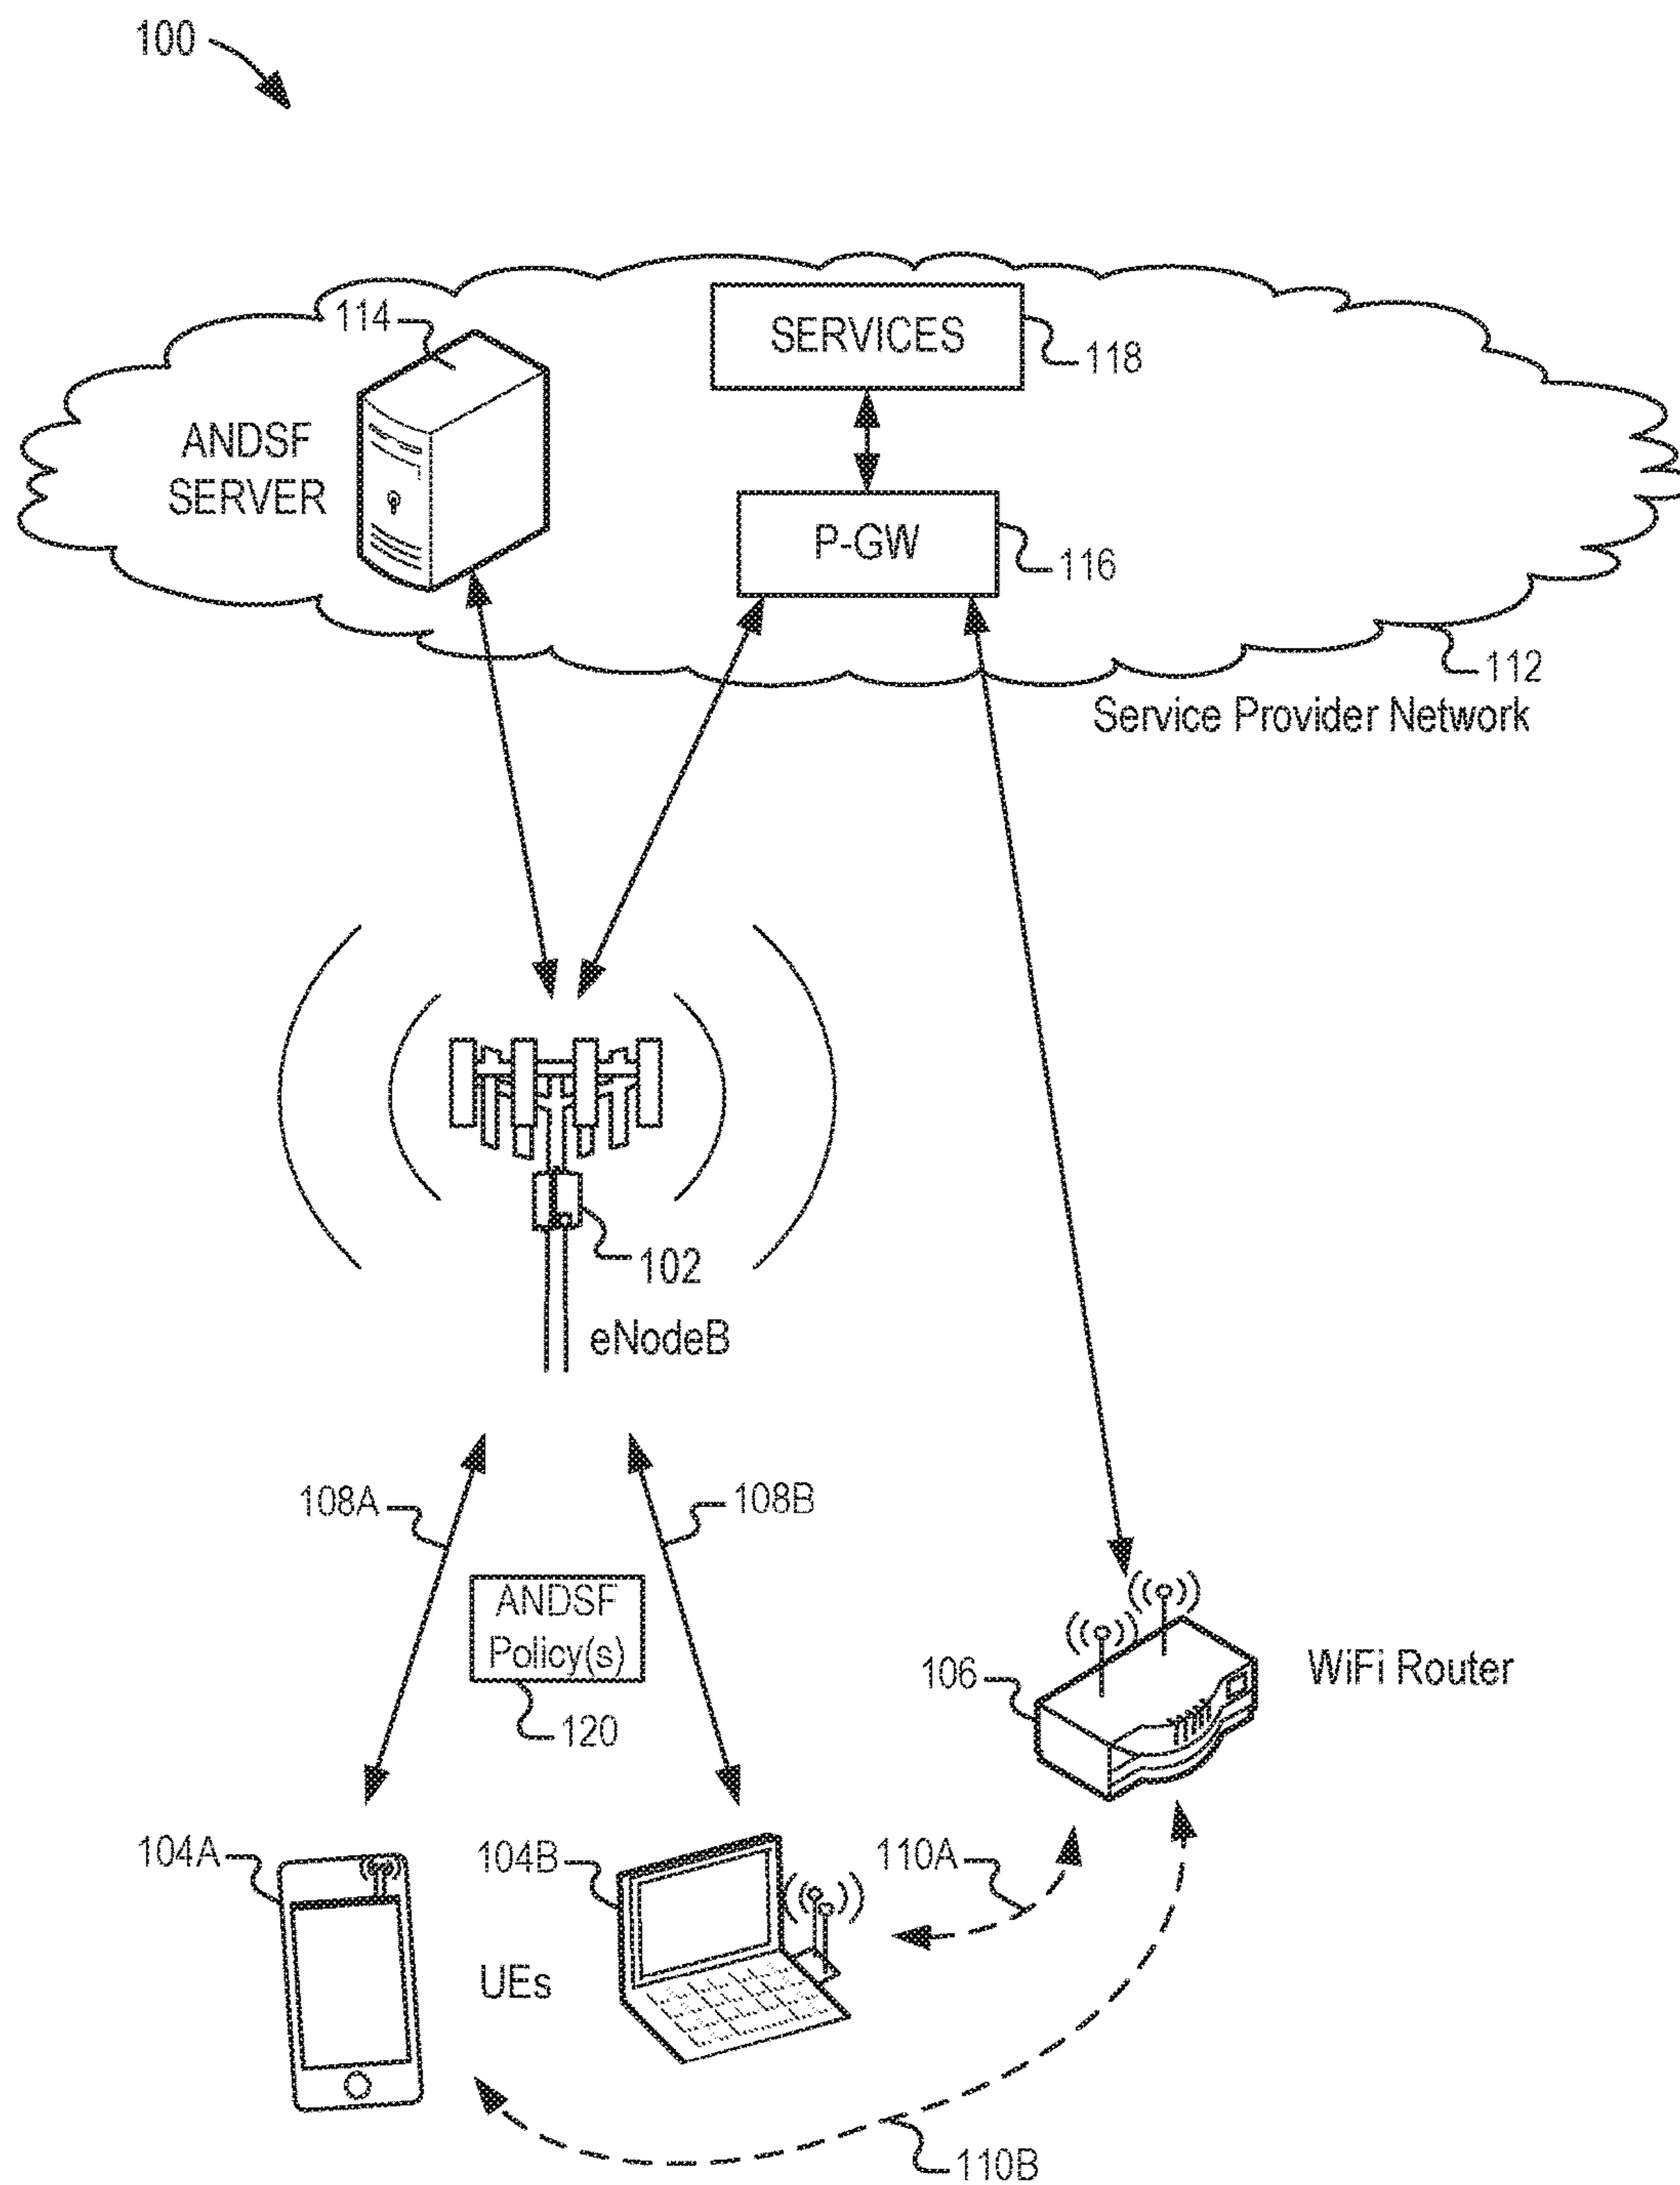 100
114
SERVICES
118
ANDSF
SERVER
P-GW
116
112
Service Provider Network
102
eNodeB
108A
108B
ANDSF
Policy(s)
120
106
WiFi Router
104A
104B
110A
UEs
110B